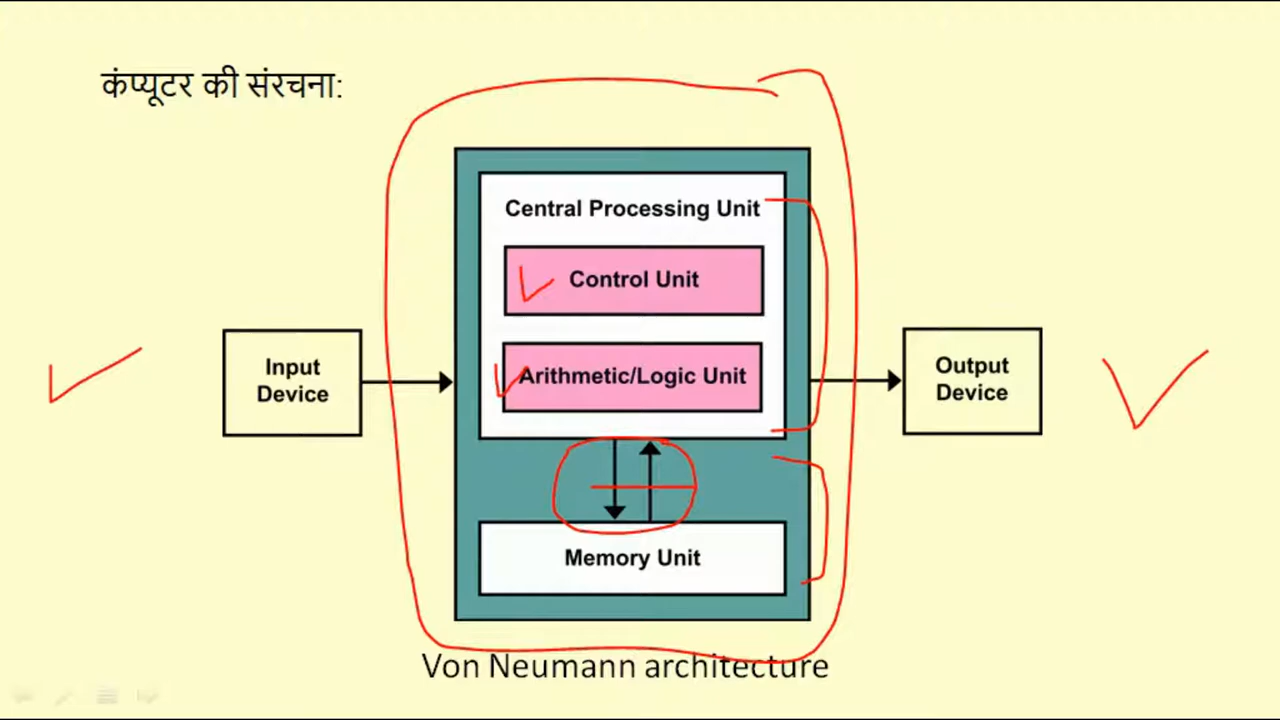 कंप्यूटर की संरचना:
Central Processing Unit
Control Unit
Arithmetic/Logic Unit
Input
Device
Output
Device
Memory Unit
Von Neumann architecture